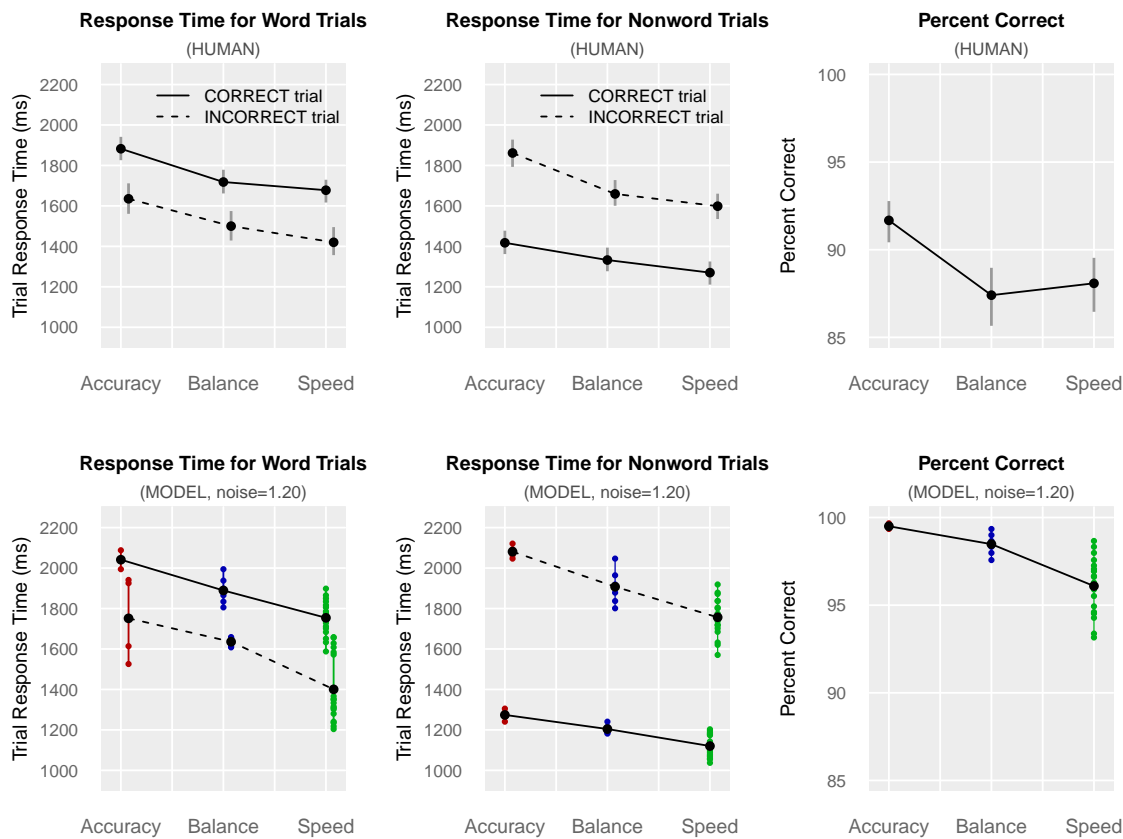 Response Time for Word Trials
(HUMAN)
Trial Response Time (ms)
2200
2000
1800
1600
1400
1200
1000
CORRECT trial
INCORRECT trial
Accuracy Balance Speed
Response Time for Nonword Trials
(HUMAN)
Trial Response Time (ms)
2200
2000
1800
1600
1400
1200
1000
CORRECT trial
INCORRECT trial
Accuracy Balance Speed
Percent Correct
(HUMAN)
Percent Correct
100
95
90
85
Accuracy Balance Speed
Response Time for Word Trials
(MODEL, noise=1.20)
Trial Response Time (ms)
2200
2000
1800
1600
1400
1200
1000
Accuracy Balance Speed
Response Time for Nonword Trials
(MODEL, noise=1.20)
Trial Response Time (ms)
2200
2000
1800
1600
1400
1200
1000
Accuracy Balance Speed
Percent Correct
(MODEL, noise=1.20)
Percent Correct
100
95
90
85
Accuracy Balance Speed